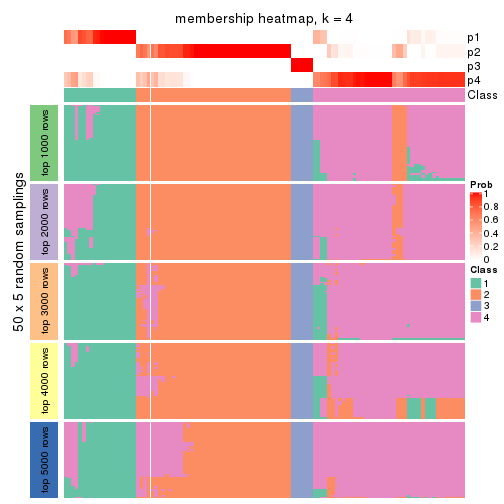 membership heatmap, k = 4
p1
p2
p3
p4
Class
50 x 5 random samplings
top 1000 rows
top 2000 rows
top 3000 rows
top 4000 rows
top 5000 rows
Prob
1
0.8
0.6
0.4
0.2
0
Class
1
2
3
4